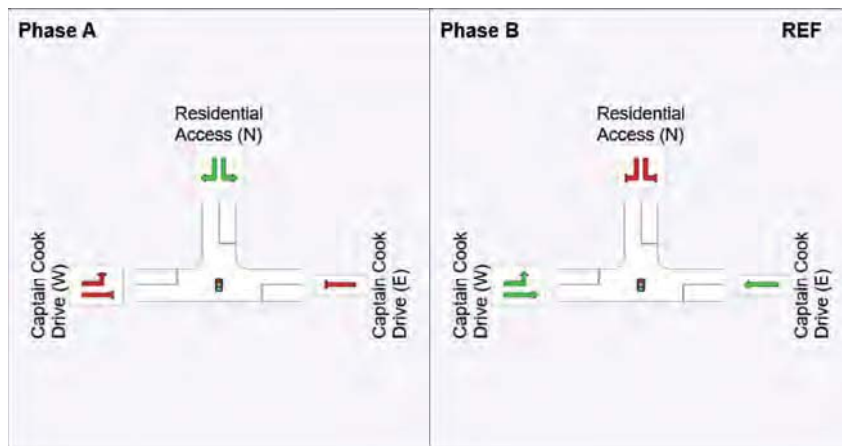 Phase A
Residential
Access (N)
Captain Cook
Drive (W)
Captain Cook
Drive (E)
Phase B
REF
Residential
Access (N)
Captain Cook
Drive (W)
Captain Cook
Drive (E)